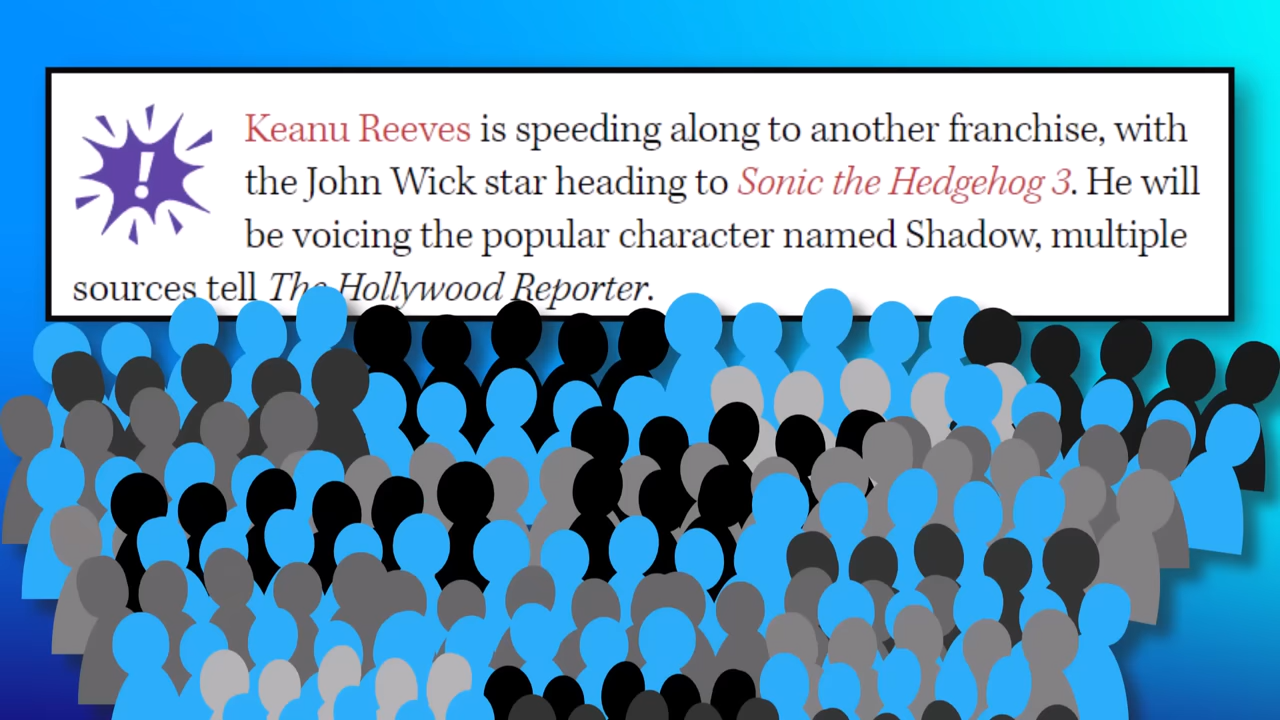 Keanu Reeves is speeding along to another franchise, with
the John Wick star heading to Sonic the Hedgehog 3. He will
be voicing the popular character named Shadow, multiple
sources tell The Hollywood Reporter.